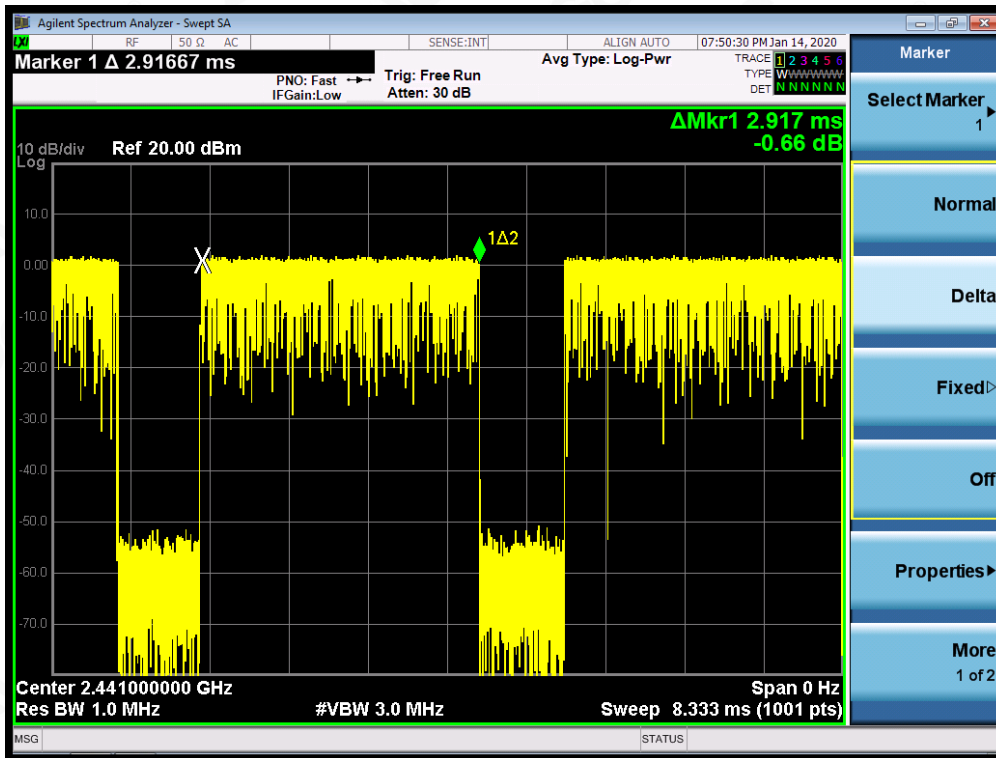 Agilent Spectrum Analyzer - Swept SA
LXI RF 50 Ω AC SENSE:INT ALIGN AUTO 07:50:30 PM Jan 14, 2020
Marker 1 Δ 2.91667 ms
PNO: Fast
IFGain:Low
Trig: Free Run
Atten: 30 dB
Avg Type: Log-Pwr
TRACE 1 2 3 4 5 6
TYPE WWWWWW
DET N N N N N N
ΔMkr1 2.917 ms
-0.66 dB
10 dB/div Ref 20.00 dBm
Log
10.0
0.00
-10.0
-20.0
-30.0
-40.0
-50.0
-60.0
-70.0
1Δ2
Center 2.441000000 GHz Span 0 Hz
Res BW 1.0 MHz #VBW 3.0 MHz Sweep 8.333 ms (1001 pts)
MSG STATUS
Marker
Select Marker
1
Normal
Delta
Fixed
Off
Properties
More
1 of 2